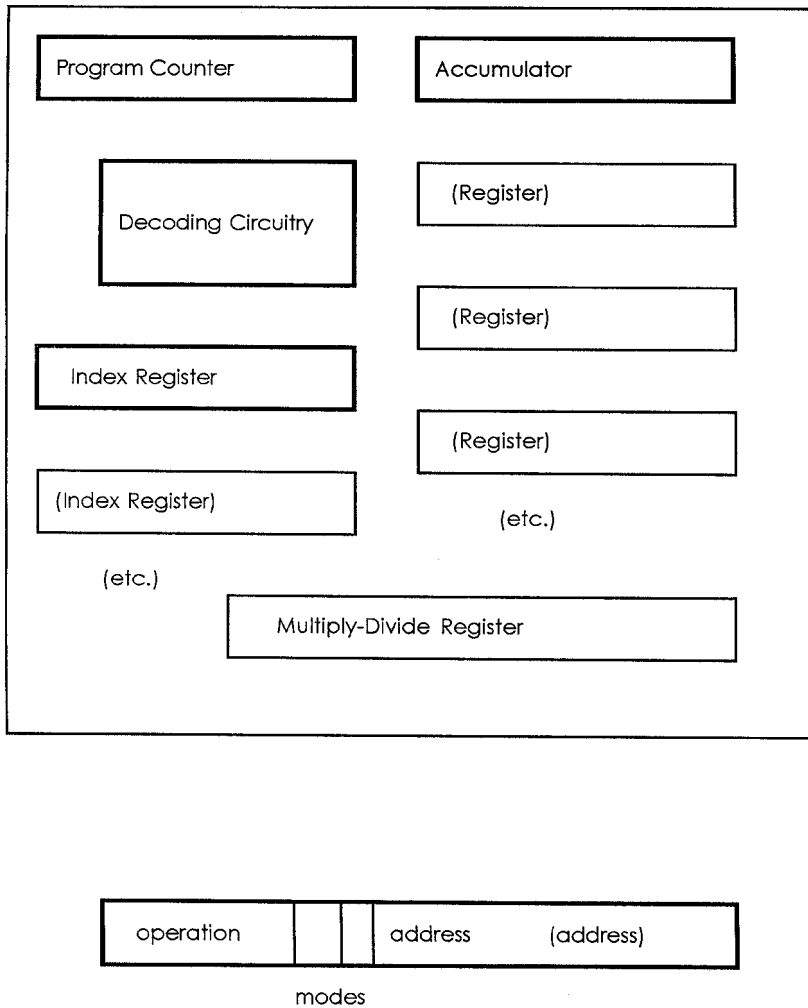 Program Counter
Accumulator
Decoding Circuitry
(Register)
(Register)
Index Register
(Register)
(Index Register)
(etc.)
(etc.)
Multiply-Divide Register
operation
address
(address)
modes